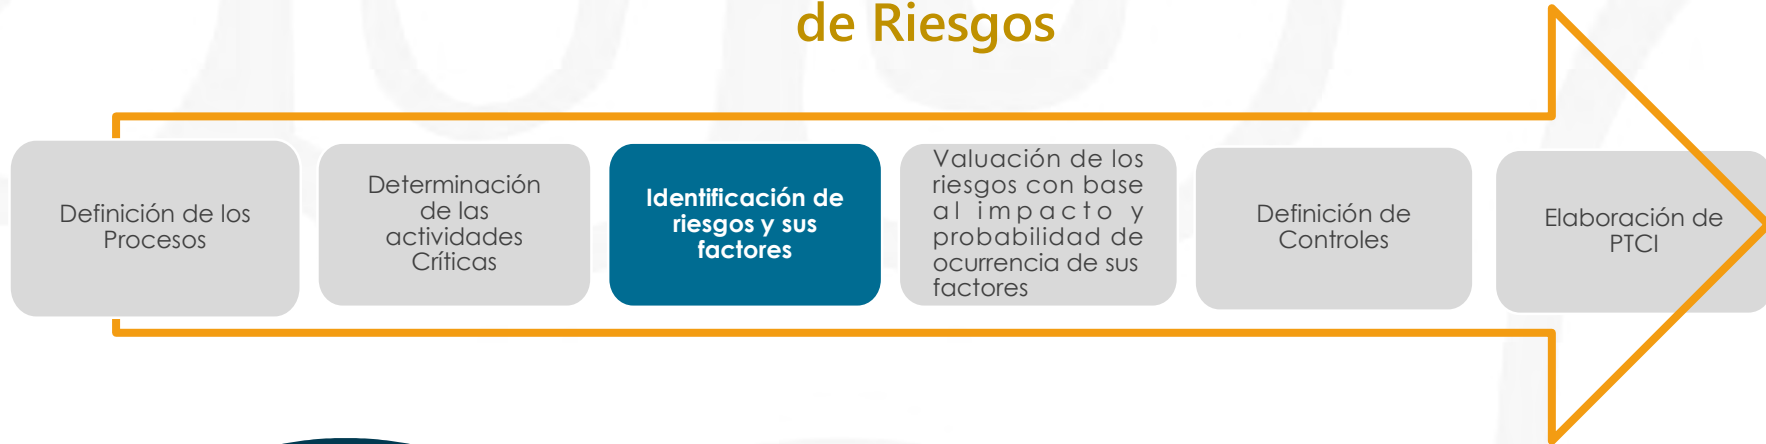 de Riesgos
Definición de los
Procesos
Determinación
de las
actividades
Críticas
Identificación de
riesgos y sus
factores
Valuación de los
riesgos con base
al impacto y
probabilidad de
ocurrencia de sus
factores
Definición de
Controles
Elaboración de
PTCI